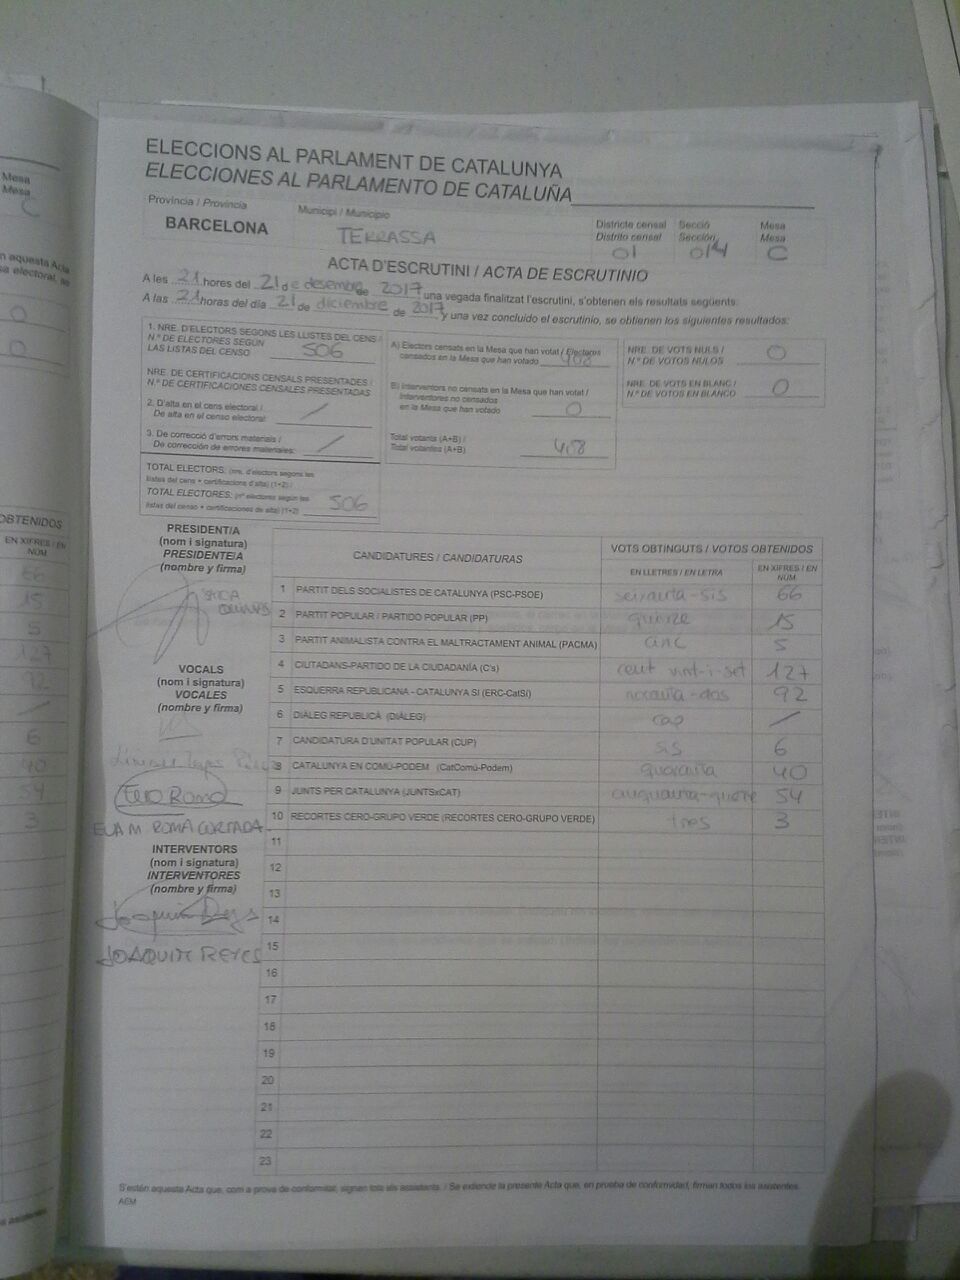 Mesa
Mesa
C
n aquesta Acta
sa electoral, se
0
0
OBTENIDOS
EN XIFRES / EN
NÚM
66
15
5
127
92
/
6
40
54
3
ELECCIONS AL PARLAMENT DE CATALUNYA
ELECCIONES AL PARLAMENTO DE CATALUÑA
Província / Provincia
BARCELONA
Municipi / Municipio
TERRASSA
Districte censal
Distrito censal
01
Secció
Sección
014
Mesa
Mesa
C
ACTA D'ESCRUTINI / ACTA DE ESCRUTINIO
A les 21 hores del 21 de desembre de 2017 una vegada finalitzat l'escrutini, s'obtenen els resultats següents:
A las 21 horas del día 21 de diciembre de 2017 y una vez concluido el escrutinio, se obtienen los siguientes resultados:
1. NRE. D'ELECTORS SEGONS LES LLISTES DEL CENS /
N.º DE ELECTORES SEGÚN
LAS LISTAS DEL CENSO 506
NRE. DE CERTIFICACIONS CENSALS PRESENTADES /
N.º DE CERTIFICACIONES CENSALES PRESENTADAS
2. D'alta en el cens electoral /
De alta en el censo electoral: /
3. De correcció d'errors materials /
De corrección de errores materiales: /
TOTAL ELECTORS: (nre. d'electors segons les
llistes del cens + certificacions d'alta) (1+2) /
TOTAL ELECTORES: (nº electores según las
listas del censo + certificaciones de alta) (1+2) 506
A) Electors censats en la Mesa que han votat / Electores
censados en la Mesa que han votado 408
B) Interventors no censats en la Mesa que han votat /
Interventores no censados
en la Mesa que han votado 0
Total votants (A+B) /
Total votantes (A+B) 408
NRE. DE VOTS NULS /
N.º DE VOTOS NULOS 0
NRE. DE VOTS EN BLANC /
N.º DE VOTOS EN BLANCO 0
PRESIDENT/A
(nom i signatura)
PRESIDENTE/A
(nombre y firma)
VOCALS
(nom i signatura)
VOCALES
(nombre y firma)
EVA M ROMA CORTADA
INTERVENTORS
(nom i signatura)
INTERVENTORES
(nombre y firma)
Joaquim Reyes
JOAQUIM REYES
CANDIDATURES / CANDIDATURAS
VOTS OBTINGUTS / VOTOS OBTENIDOS
EN LLETRES / EN LETRA
EN XIFRES / EN NÚM
1 PARTIT DELS SOCIALISTES DE CATALUNYA (PSC-PSOE) seixanta-sis 66
2 PARTIT POPULAR / PARTIDO POPULAR (PP) quinze 15
3 PARTIT ANIMALISTA CONTRA EL MALTRACTAMENT ANIMAL (PACMA) cinc 5
4 CIUTADANS-PARTIDO DE LA CIUDADANÍA (C's) cent vint-i-set 127
5 ESQUERRA REPUBLICANA - CATALUNYA SÍ (ERC-CatSí) noranta-dos 92
6 DIÀLEG REPUBLICÀ (DIÀLEG) cap /
7 CANDIDATURA D'UNITAT POPULAR (CUP) sis 6
8 CATALUNYA EN COMÚ-PODEM (CatComú-Podem) quaranta 40
9 JUNTS PER CATALUNYA (JUNTSxCAT) cinquanta-quatre 54
10 RECORTES CERO-GRUPO VERDE (RECORTES CERO-GRUPO VERDE) tres 3
11
12
13
14
15
16
17
18
19
20
21
22
23
S'estén aquesta Acta que, com a prova de conformitat, signen tots els assistents. / Se extiende la presente Acta que, en prueba de conformidad, firman todos los asistentes.
AEM